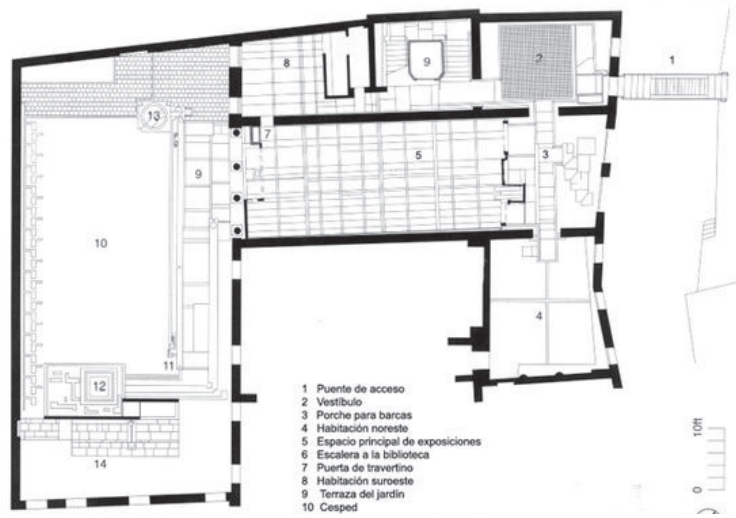 1
2
8
9
13
7
9
5
3
10
4
11
12
14
1 Puente de acceso
2 Vestíbulo
3 Porche para barcas
4 Habitación noreste
5 Espacio principal de exposiciones
6 Escalera a la biblioteca
7 Puerta de travertino
8 Habitación suroeste
9 Terraza del jardín
10 Cesped
10ft
0